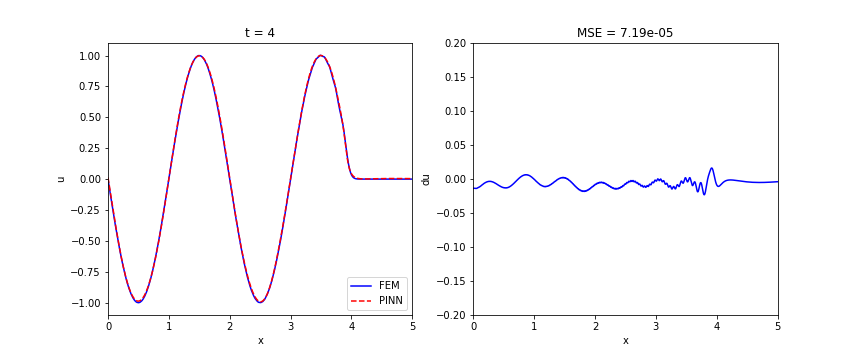 t = 4
u
1.00
0.75
0.50
0.25
0.00
−0.25
−0.50
−0.75
−1.00
0 1 2 3 4 5
x
FEM
PINN
MSE = 7.19e-05
du
0.20
0.15
0.10
0.05
0.00
−0.05
−0.10
−0.15
−0.20
0 1 2 3 4 5
x